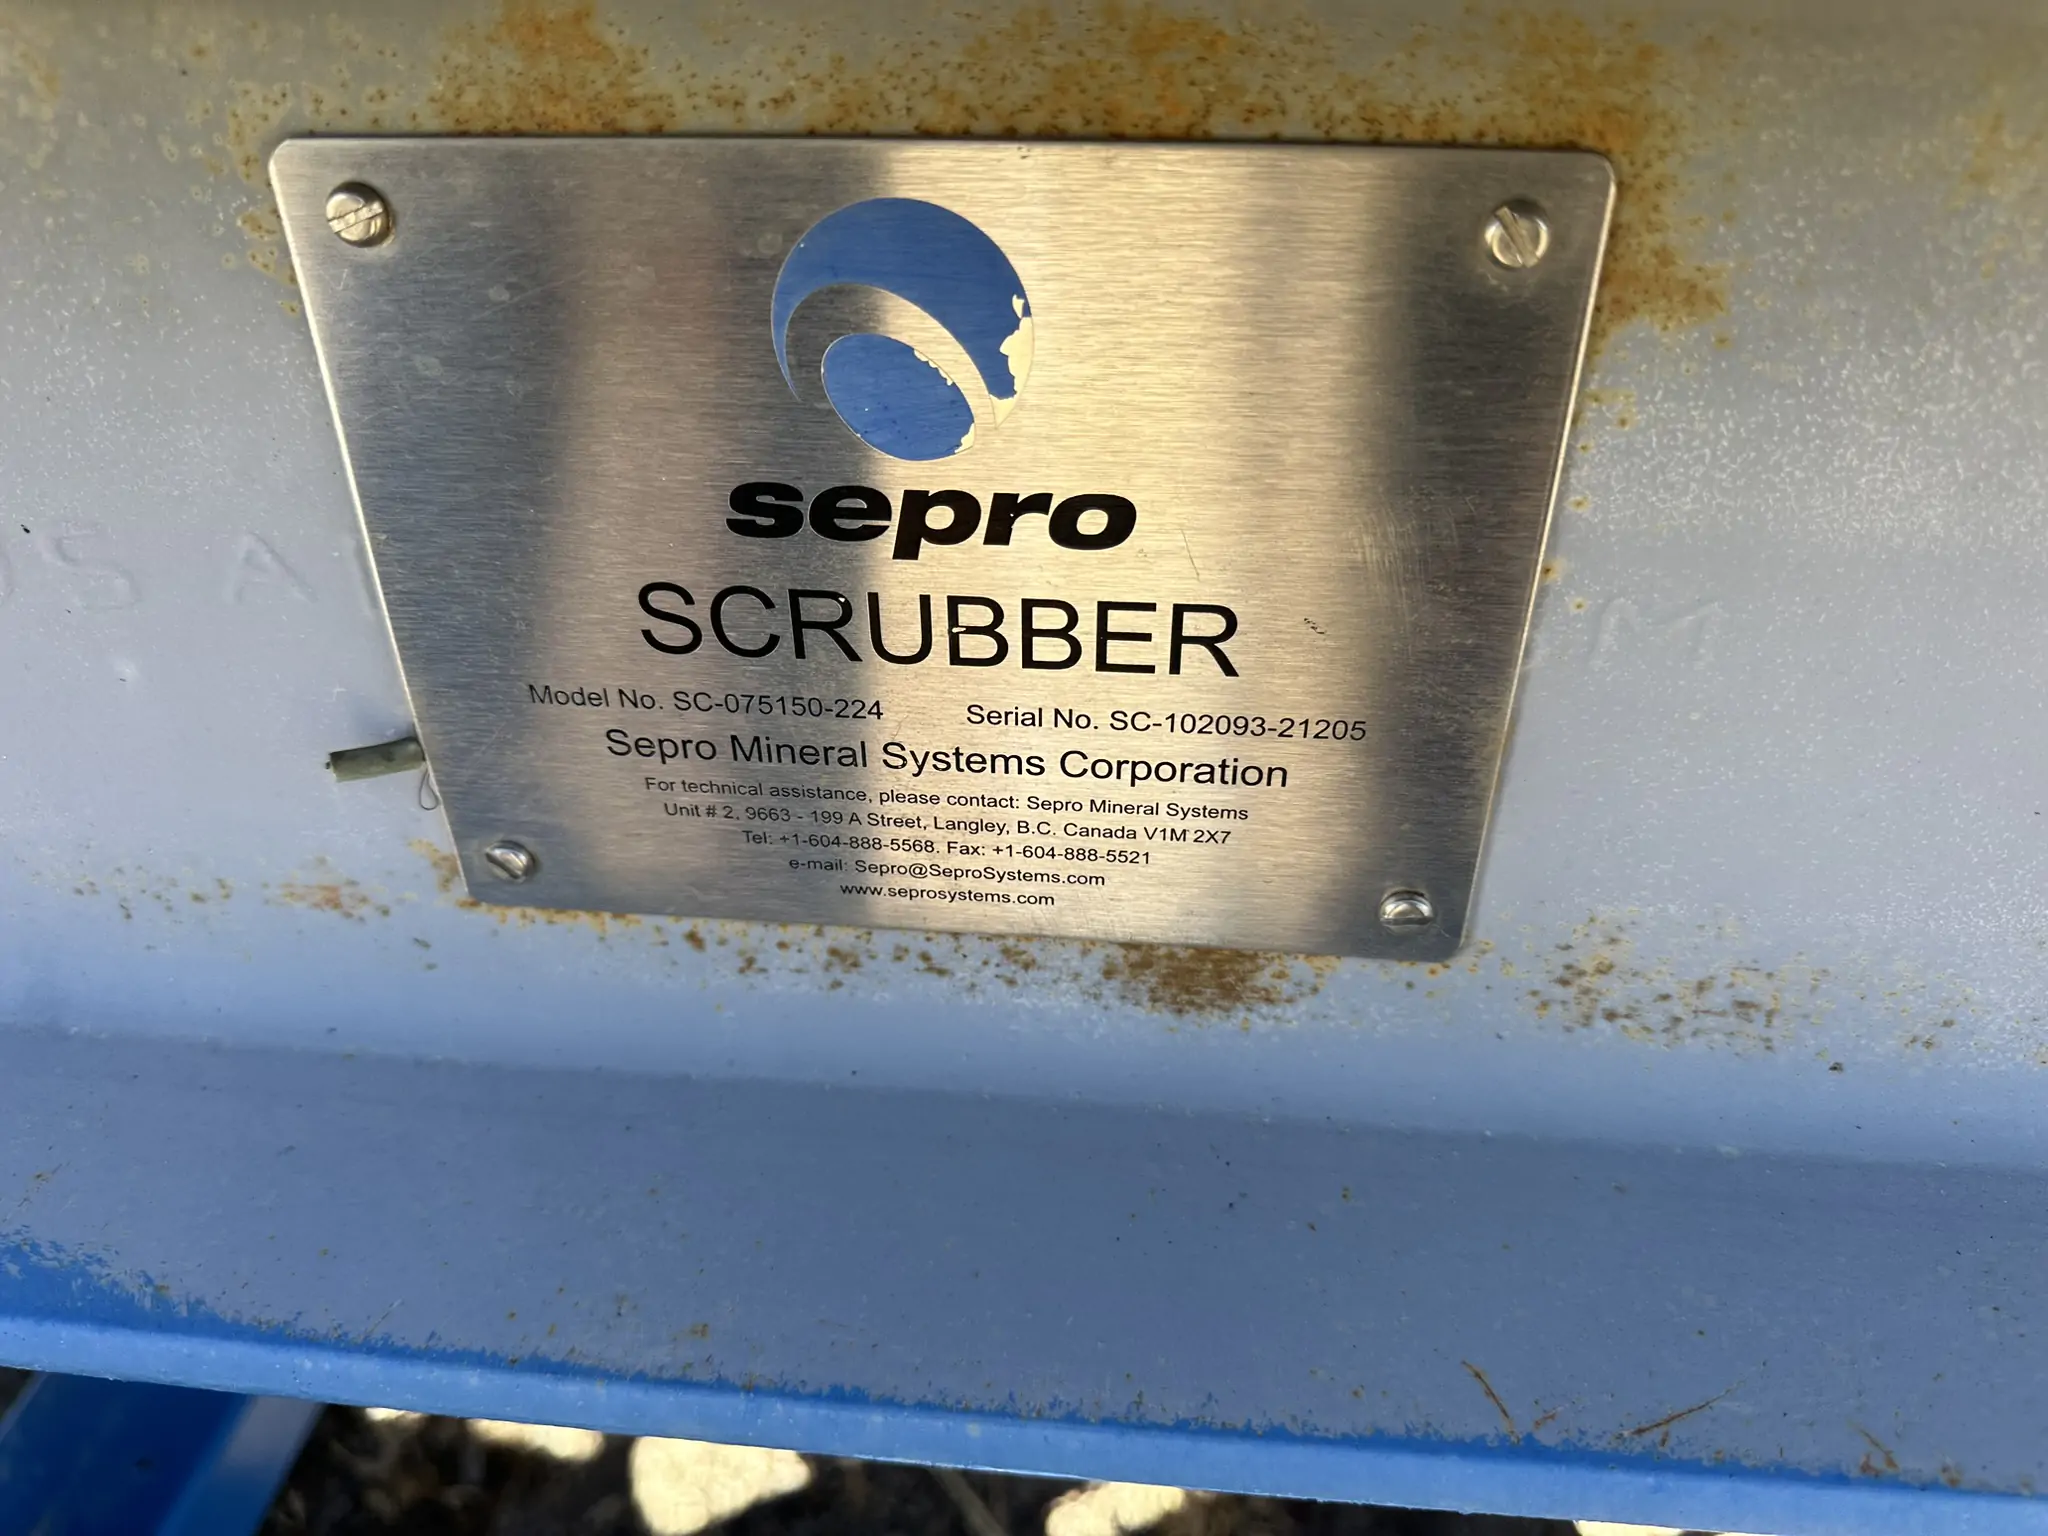 sepro
SCRUBBER
Model No. SC-075150-224 Serial No. SC-102093-21205
Sepro Mineral Systems Corporation
For technical assistance, please contact: Sepro Mineral Systems
Unit # 2, 9663 - 199 A Street, Langley, B.C. Canada V1M 2X7
Tel: +1-604-888-5568. Fax: +1-604-888-5521
e-mail: Sepro@SeproSystems.com
www.seprosystems.com